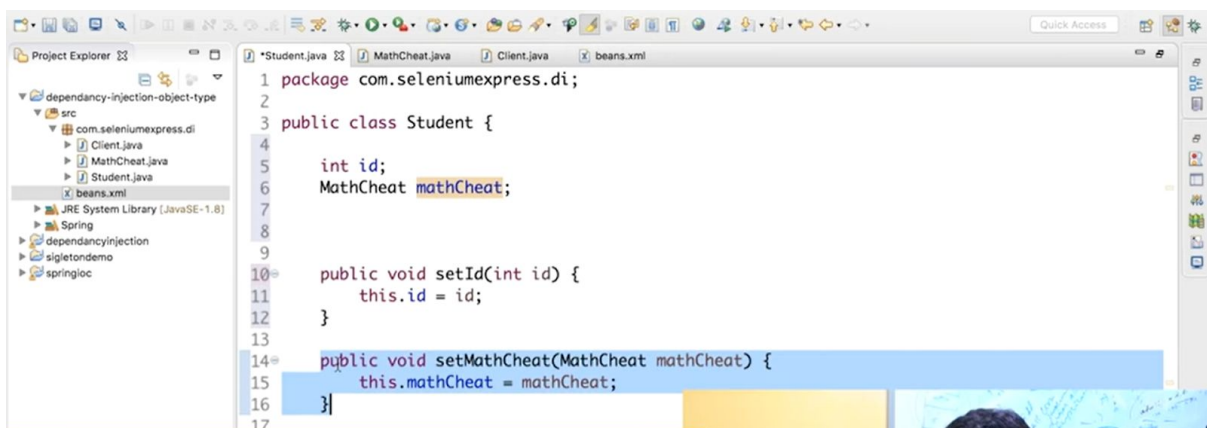 Quick Access
Project Explorer
*Student.java
MathCheat.java
Client.java
beans.xml
dependancy-injection-object-type
src
com.seleniumexpress.di
Client.java
MathCheat.java
Student.java
beans.xml
JRE System Library [JavaSE-1.8]
Spring
dependancyinjection
sigletondemo
springioc
1 package com.seleniumexpress.di;
2
3 public class Student {
4
5 int id;
6 MathCheat mathCheat;
7
8
9
10 public void setId(int id) {
11 this.id = id;
12 }
13
14 public void setMathCheat(MathCheat mathCheat) {
15 this.mathCheat = mathCheat;
16 }
17